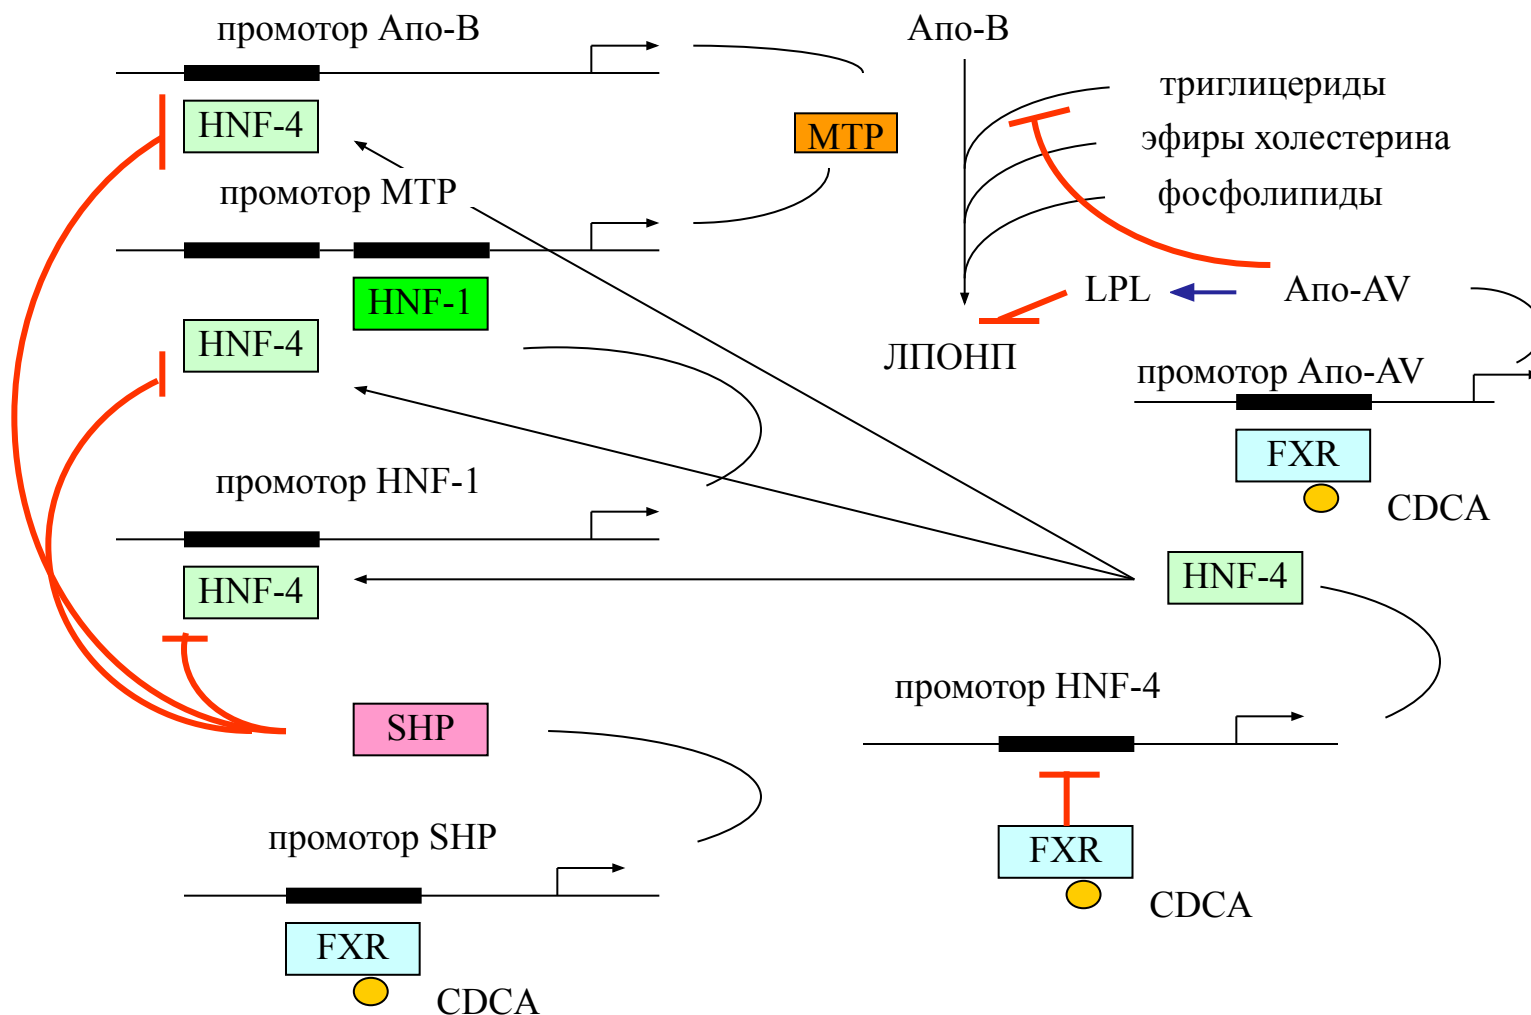 промотор Апо-В
Апо-В
триглицериды
HNF-4
MTP
эфиры холестерина
промотор МТР
фосфолипиды
HNF-1
LPL
Апо-AV
HNF-4
ЛПОНП
промотор Апо-AV
FXR
промотор HNF-1
CDCA
HNF-4
HNF-4
промотор HNF-4
SHP
промотор SHP
FXR
CDCA
FXR
CDCA